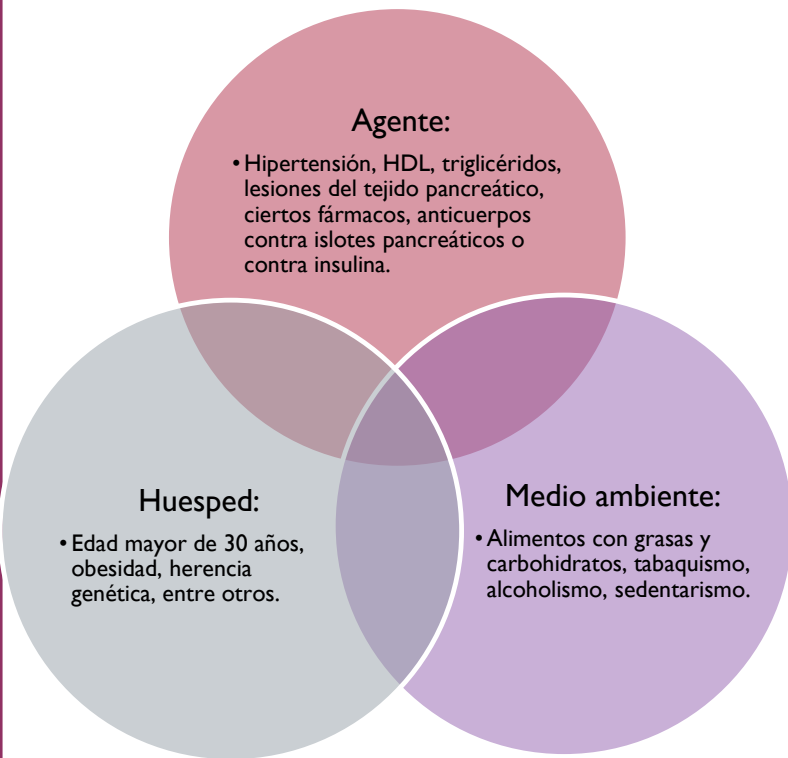 Agente:
• Hipertensión, HDL, triglicéridos,
lesiones del tejido pancreático,
ciertos fármacos, anticuerpos
contra islotes pancreáticos o
contra insulina.
Huesped:
• Edad mayor de 30 años,
obesidad, herencia
genética, entre otros.
Medio ambiente:
• Alimentos con grasas y
carbohidratos, tabaquismo,
alcoholismo, sedentarismo.